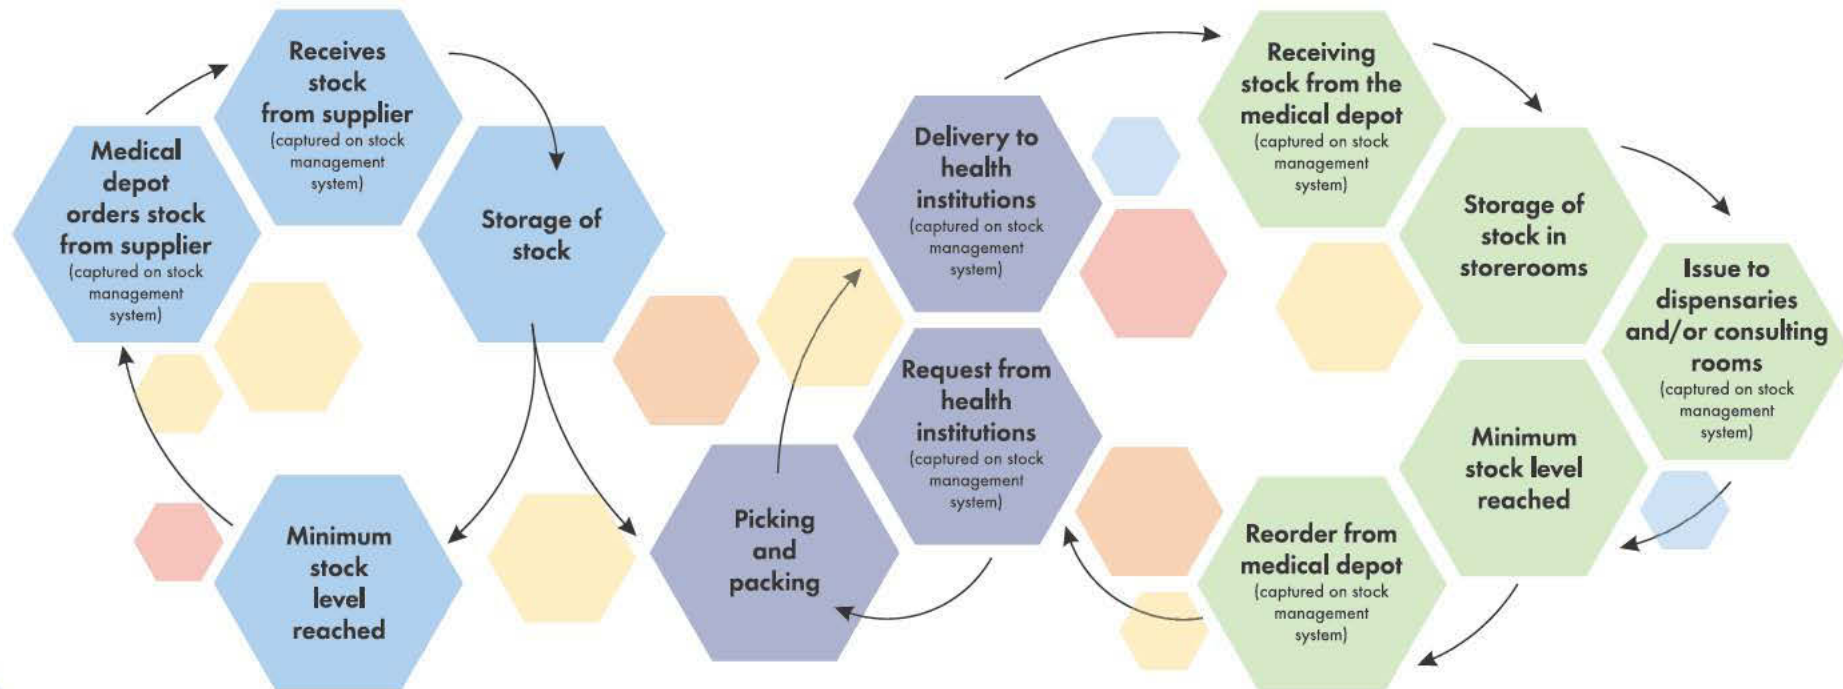 Medical
depot
orders stock
from supplier
(captured on stock
management
system)
Receives
stock
from supplier
(captured on stock
management
system)
Storage of
stock
Minimum
stock
level
reached
Picking
and
packing
Delivery to
health
institutions
(captured on stock
management
system)
Request from
health
institutions
(captured on stock
management
system)
Receiving
stock from the
medical depot
(captured on stock
management
system)
Storage of
stock in
storerooms
Issue to
dispensaries
and/or consulting
rooms
(captured on stock
management
system)
Minimum
stock level
reached
Reorder from
medical depot
(captured on stock
management
system)